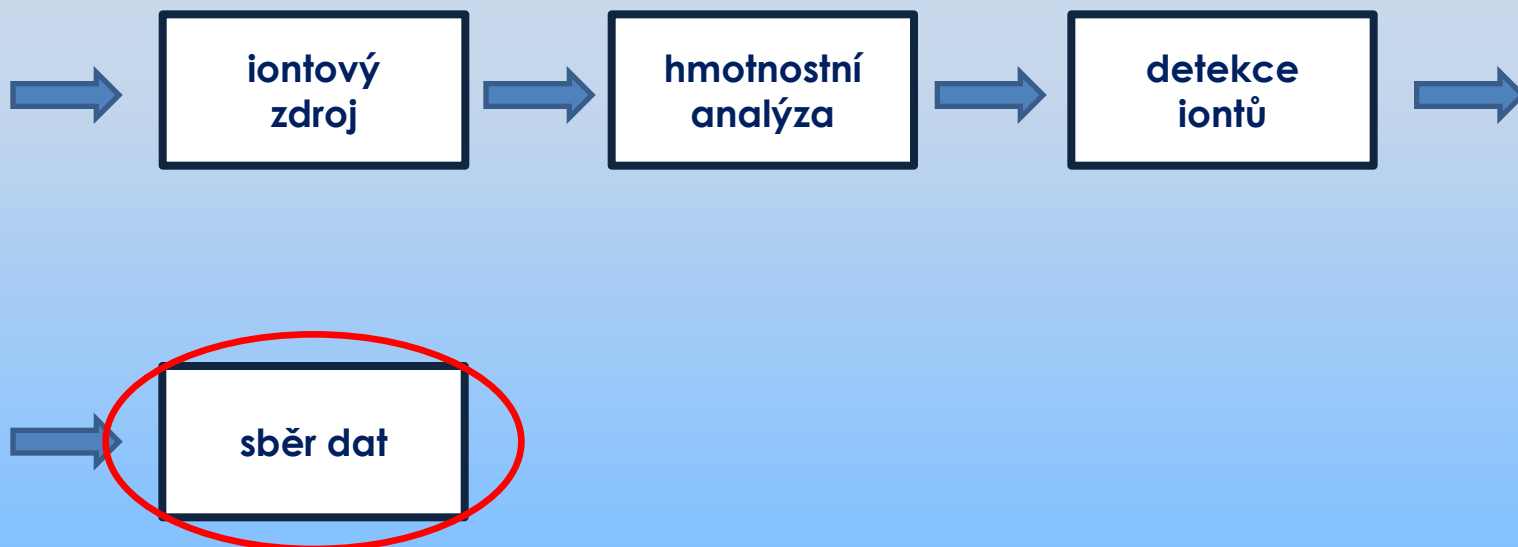 iontový
zdroj
hmotnostní
analýza
detekce
iontů
sběr dat